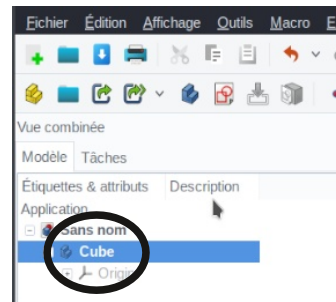 Fichier Édition Affichage Outils Macro
Vue combinée
Modèle Tâches
Étiquettes & attributs Description
Application
Sans nom
Cube
Origin